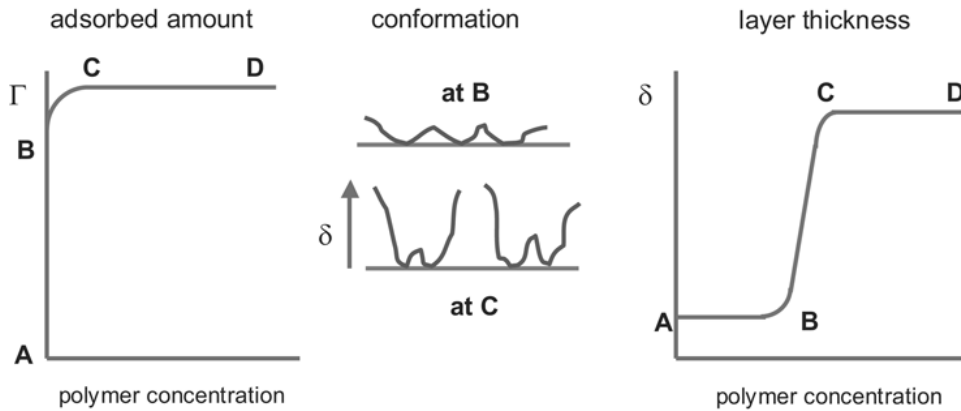 adsorbed amount
conformation
layer thickness
Γ
C
D
B
A
polymer concentration
at B
δ
at C
δ
C
D
A
B
polymer concentration